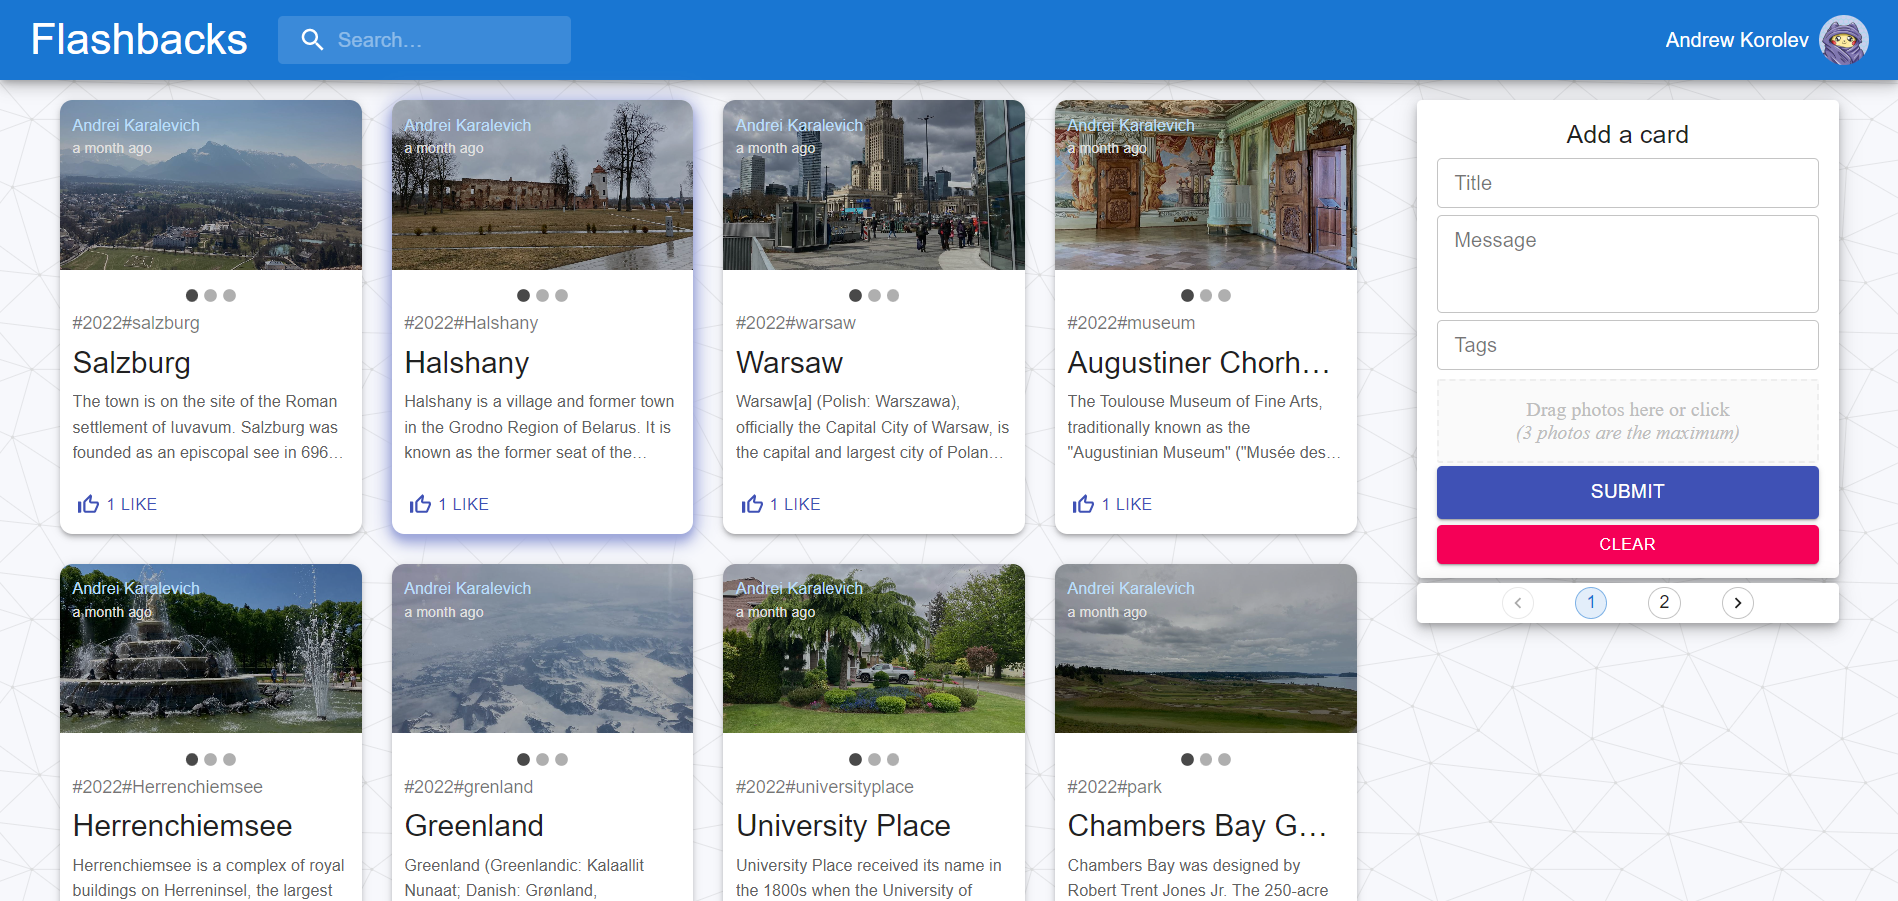 Flashbacks
Search...
Andrew Korolev
Andrei Karalevich
a month ago
#2022#salzburg
Salzburg
The town is on the site of the Roman
settlement of Iuvavum. Salzburg was
founded as an episcopal see in 696...
1 LIKE
Andrei Karalevich
a month ago
#2022#Halshany
Halshany
Halshany is a village and former town
in the Grodno Region of Belarus. It is
known as the former seat of the...
1 LIKE
Andrei Karalevich
a month ago
#2022#warsaw
Warsaw
Warsaw[a] (Polish: Warszawa),
officially the Capital City of Warsaw, is
the capital and largest city of Polan...
1 LIKE
Andrei Karalevich
a month ago
#2022#museum
Augustiner Chorh...
The Toulouse Museum of Fine Arts,
traditionally known as the
"Augustinian Museum" ("Musée des...
1 LIKE
Andrei Karalevich
a month ago
#2022#Herrenchiemsee
Herrenchiemsee
Herrenchiemsee is a complex of royal
buildings on Herreninsel, the largest
Andrei Karalevich
a month ago
#2022#grenland
Greenland
Greenland (Greenlandic: Kalaallit
Nunaat; Danish: Grønland,
Andrei Karalevich
a month ago
#2022#universityplace
University Place
University Place received its name in
the 1800s when the University of
Andrei Karalevich
a month ago
#2022#park
Chambers Bay G...
Chambers Bay was designed by
Robert Trent Jones Jr. The 250-acre
Add a card
Title
Message
Tags
Drag photos here or click
(3 photos are the maximum)
SUBMIT
CLEAR
1
2